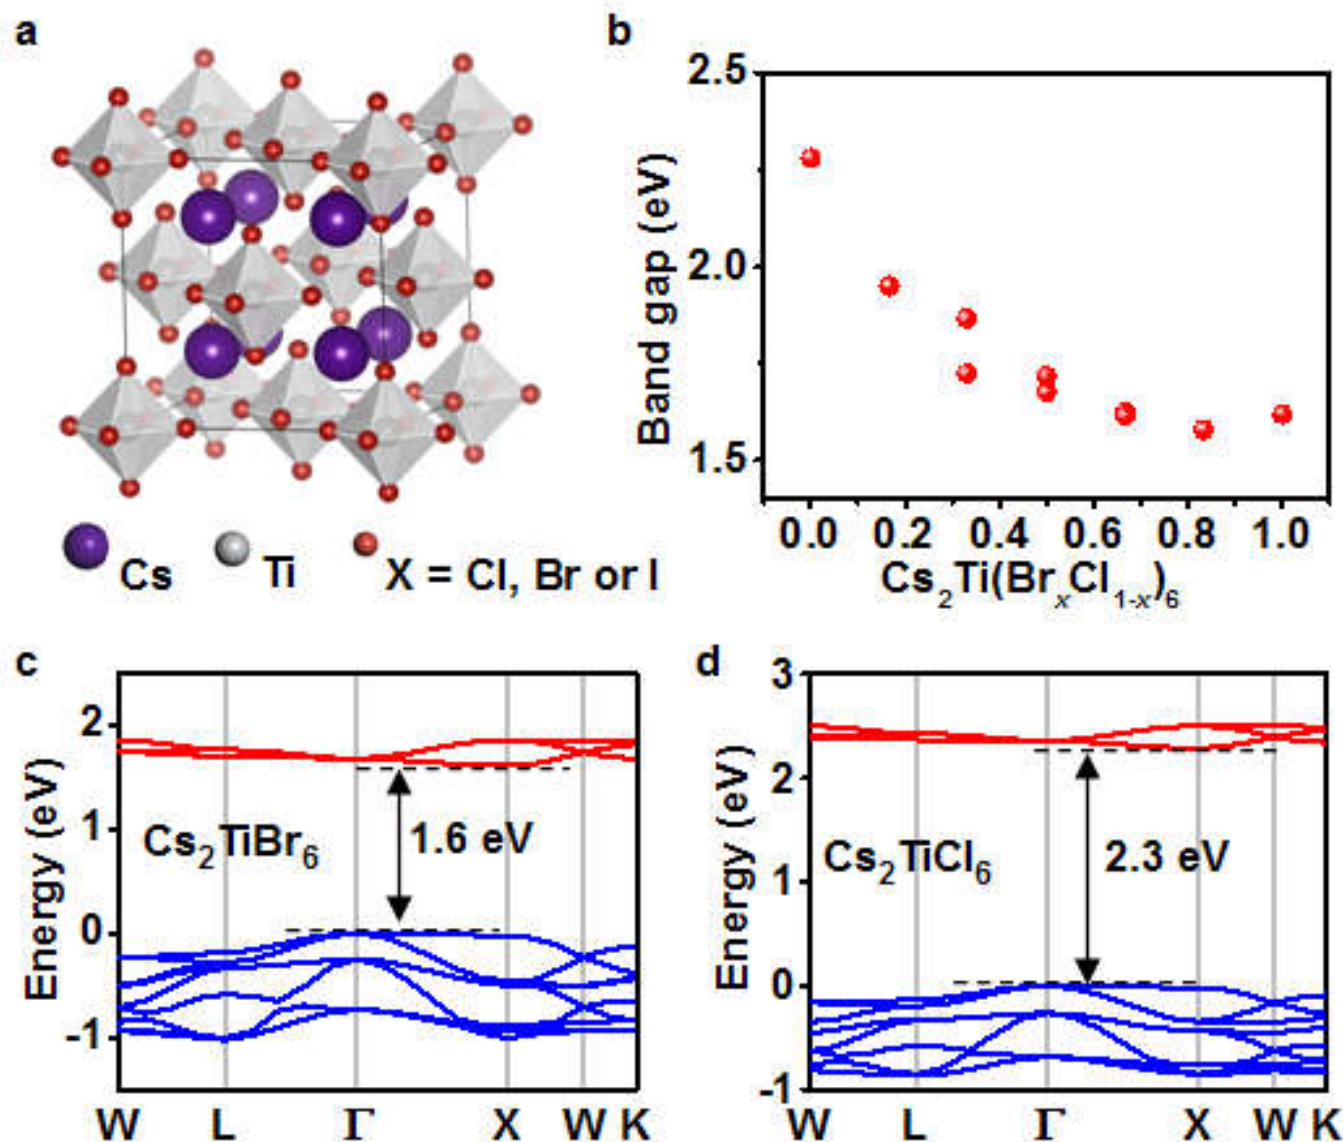 a
Cs
Ti
X = Cl, Br or I
b
Band gap (eV)
2.5
2.0
1.5
0.0 0.2 0.4 0.6 0.8 1.0
Cs₂Ti(BrₓCl₁₋ₓ)₆
c
Energy (eV)
2
1
0
-1
Cs₂TiBr₆
1.6 eV
W L Γ X W K
d
Energy (eV)
3
2
1
0
-1
Cs₂TiCl₆
2.3 eV
W L Γ X W K